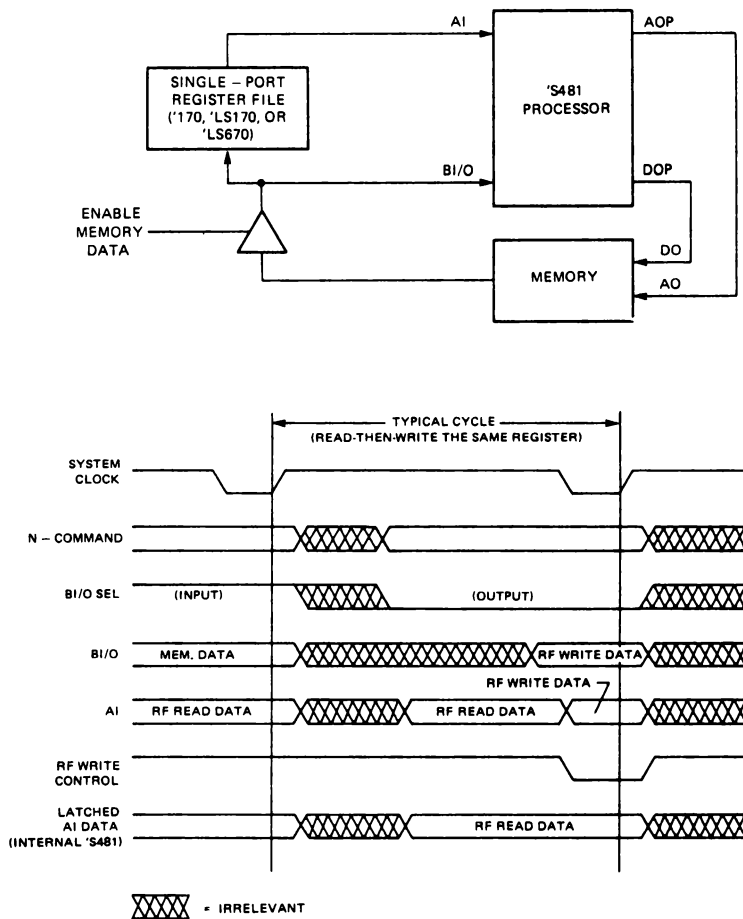 AI
AOP
SINGLE – PORT
REGISTER FILE
('170, 'LS170, OR
'LS670)
'S481
PROCESSOR
BI/O
DOP
ENABLE
MEMORY
DATA
DO
MEMORY
AO
TYPICAL CYCLE
(READ-THEN-WRITE THE SAME REGISTER)
SYSTEM
CLOCK
N – COMMAND
BI/O SEL
(INPUT)
(OUTPUT)
BI/O
MEM. DATA
RF WRITE DATA
RF WRITE DATA
AI
RF READ DATA
RF READ DATA
RF WRITE
CONTROL
LATCHED
AI DATA
(INTERNAL 'S481)
RF READ DATA
= IRRELEVANT